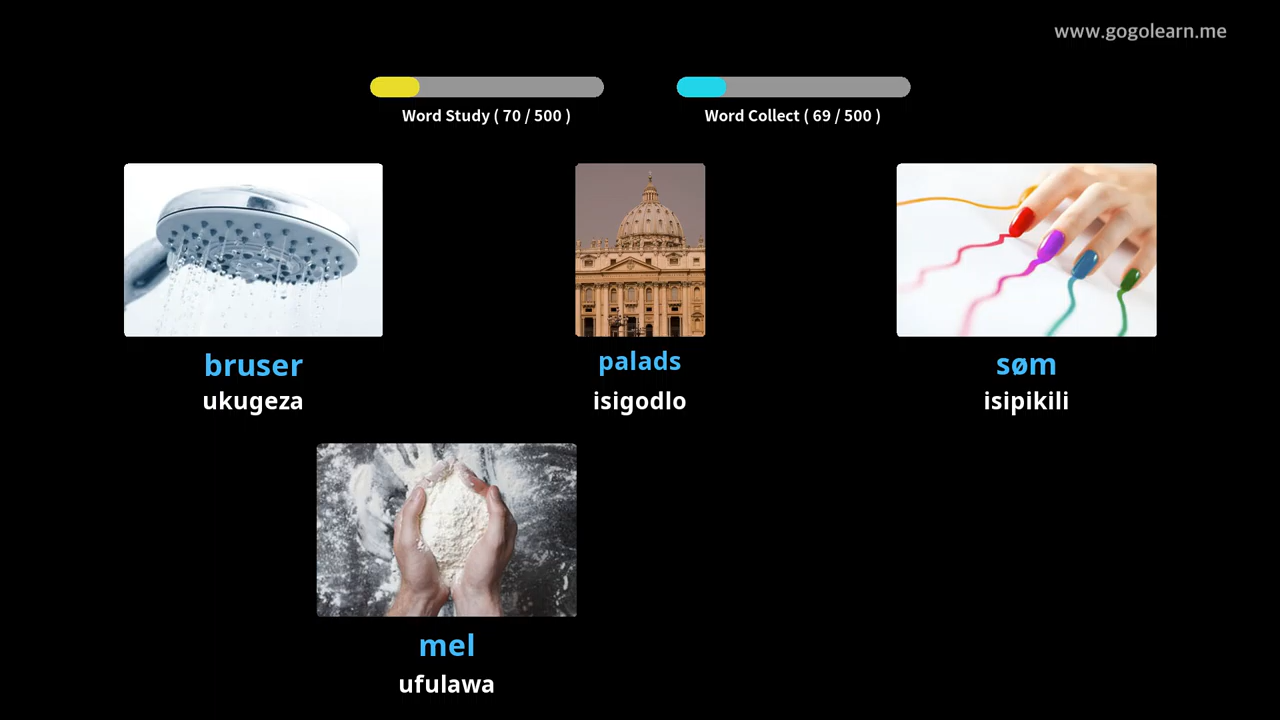 www.gogolearn.me
Word Study ( 70 / 500 )
Word Collect ( 69 / 500 )
bruser
ukugeza
palads
isigodlo
søm
isipikili
mel
ufulawa